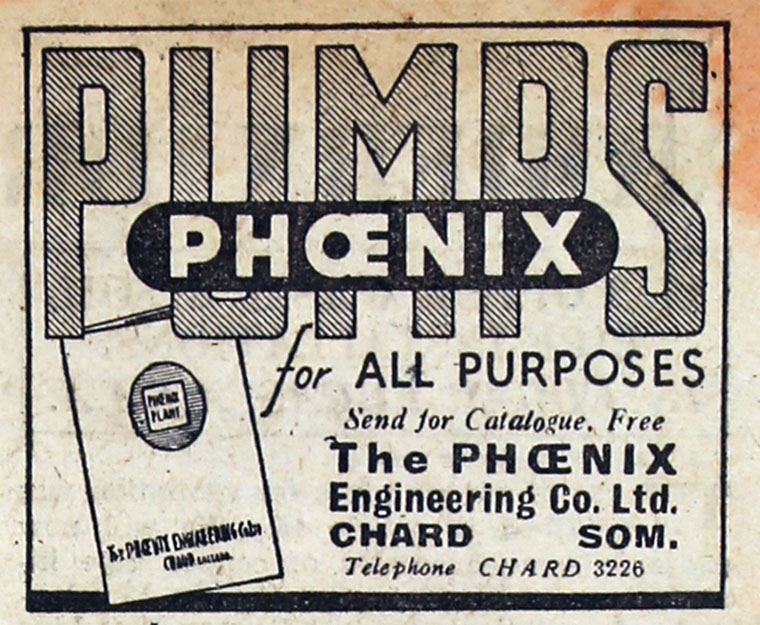 PUMPS
PHŒNIX
for ALL PURPOSES
Send for Catalogue. Free
The PHŒNIX
Engineering Co. Ltd.
CHARD SOM.
Telephone CHARD 3226
PHŒNIX
PLANT
The PHŒNIX ENGINEERING Co Ltd
CHARD